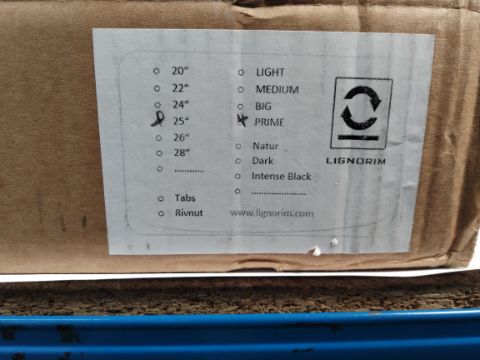 20"
22"
24"
25"
26"
28"
............
Tabs
Rivnut
LIGHT
MEDIUM
BIG
PRIME
Natur
Dark
Intense Black
....................
www.lignorim.com
LIGNORIM